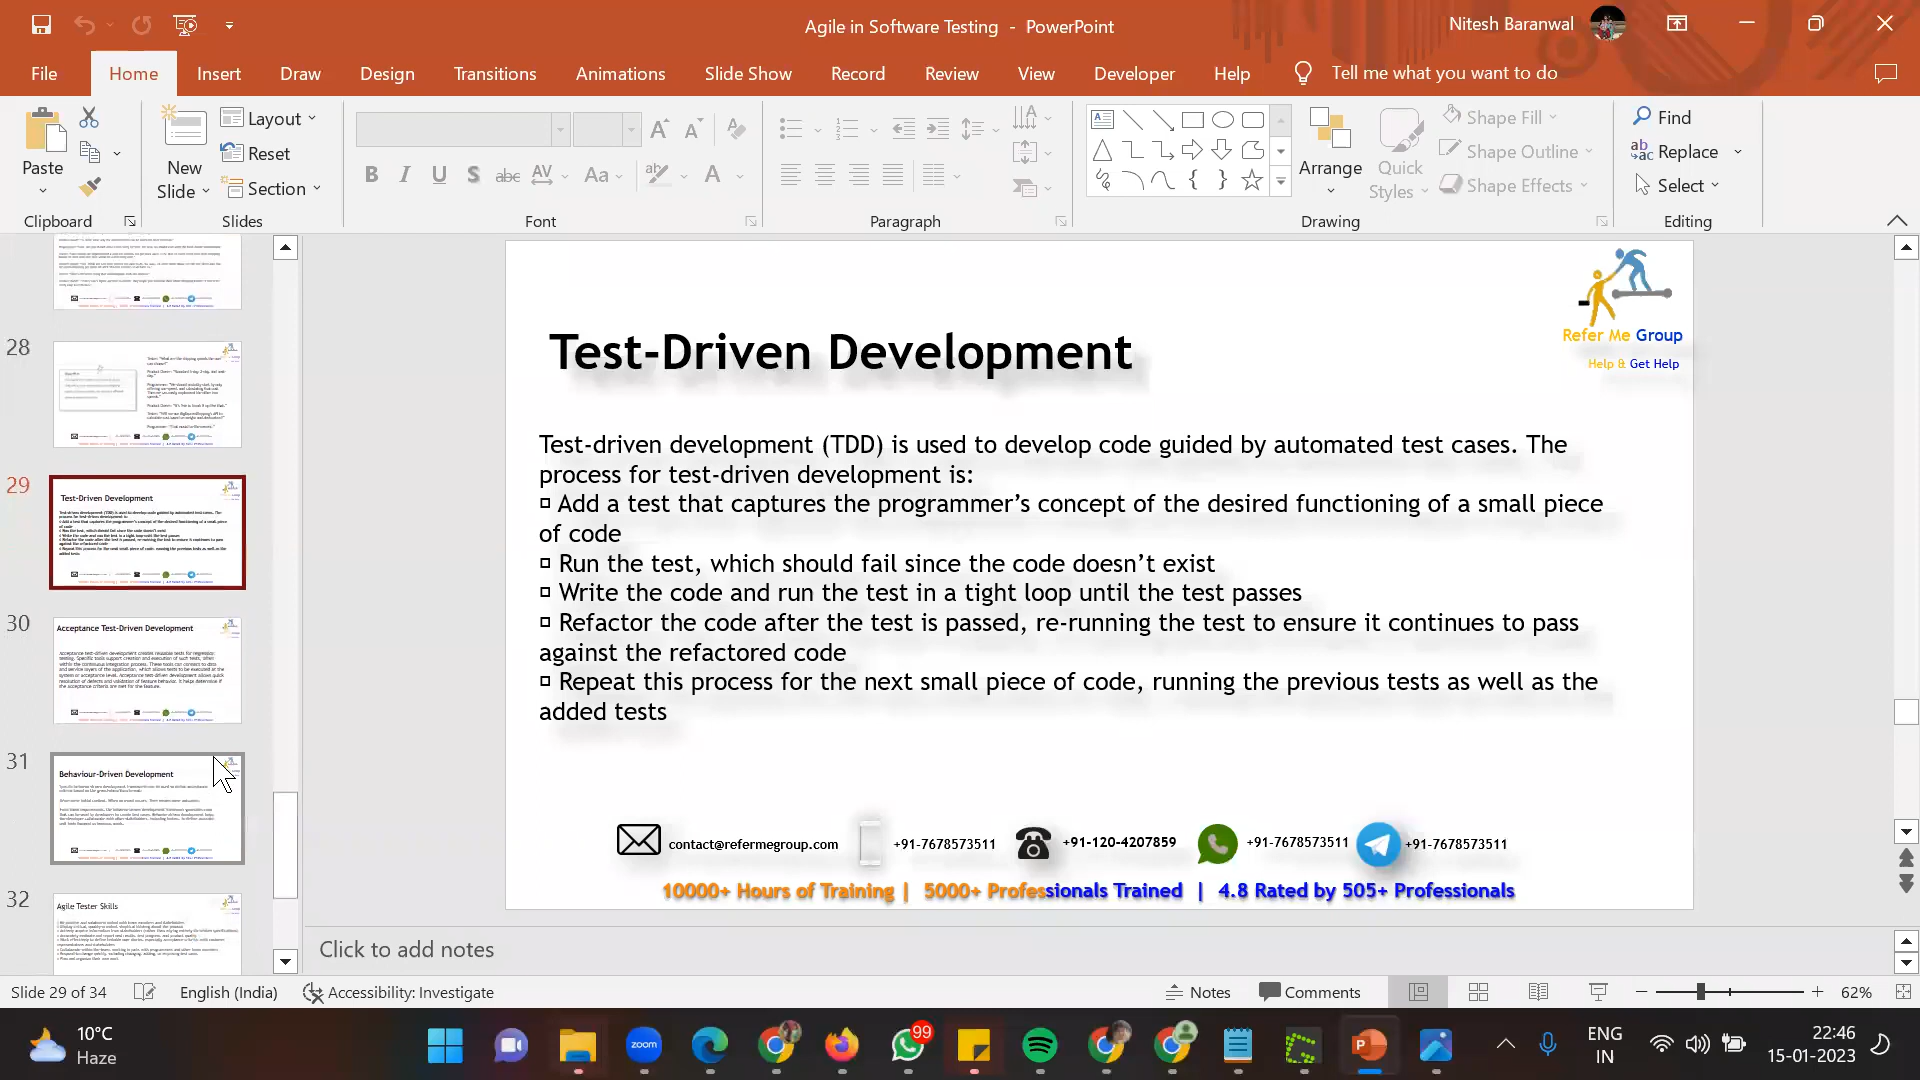 Agile in Software Testing - PowerPoint
Nitesh Baranwal
File Home Insert Draw Design Transitions Animations Slide Show Record Review View Developer Help Tell me what you want to do
Paste
Clipboard
New Slide
Layout
Reset
Section
Slides
Font
Paragraph
Arrange
Quick Styles
Shape Fill
Shape Outline
Shape Effects
Drawing
Find
Replace
Select
Editing
28
29
Test-Driven Development
30
Acceptance Test-Driven Development
31
Behaviour-Driven Development
32
Agile Tester Skills
Refer Me Group
Help & Get Help
Test-Driven Development
Test-driven development (TDD) is used to develop code guided by automated test cases. The
process for test-driven development is:
Add a test that captures the programmer’s concept of the desired functioning of a small piece
of code
Run the test, which should fail since the code doesn’t exist
Write the code and run the test in a tight loop until the test passes
Refactor the code after the test is passed, re-running the test to ensure it continues to pass
against the refactored code
Repeat this process for the next small piece of code, running the previous tests as well as the
added tests
contact@refermegroup.com +91-7678573511 +91-120-4207859 +91-7678573511 +91-7678573511
10000+ Hours of Training | 5000+ Professionals Trained | 4.8 Rated by 505+ Professionals
Click to add notes
Slide 29 of 34 English (India) Accessibility: Investigate Notes Comments 62%
10°C
Haze
zoom
99
ENG
IN
22:46
15-01-2023